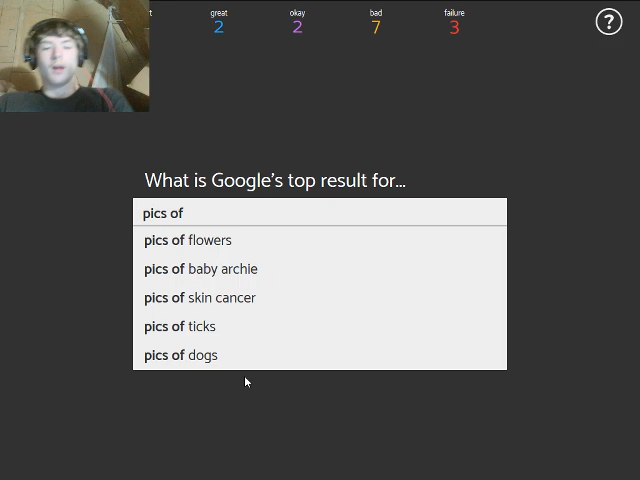 t great okay bad failure
2 2 7 3
?
What is Google's top result for...
pics of
pics of flowers
pics of baby archie
pics of skin cancer
pics of ticks
pics of dogs